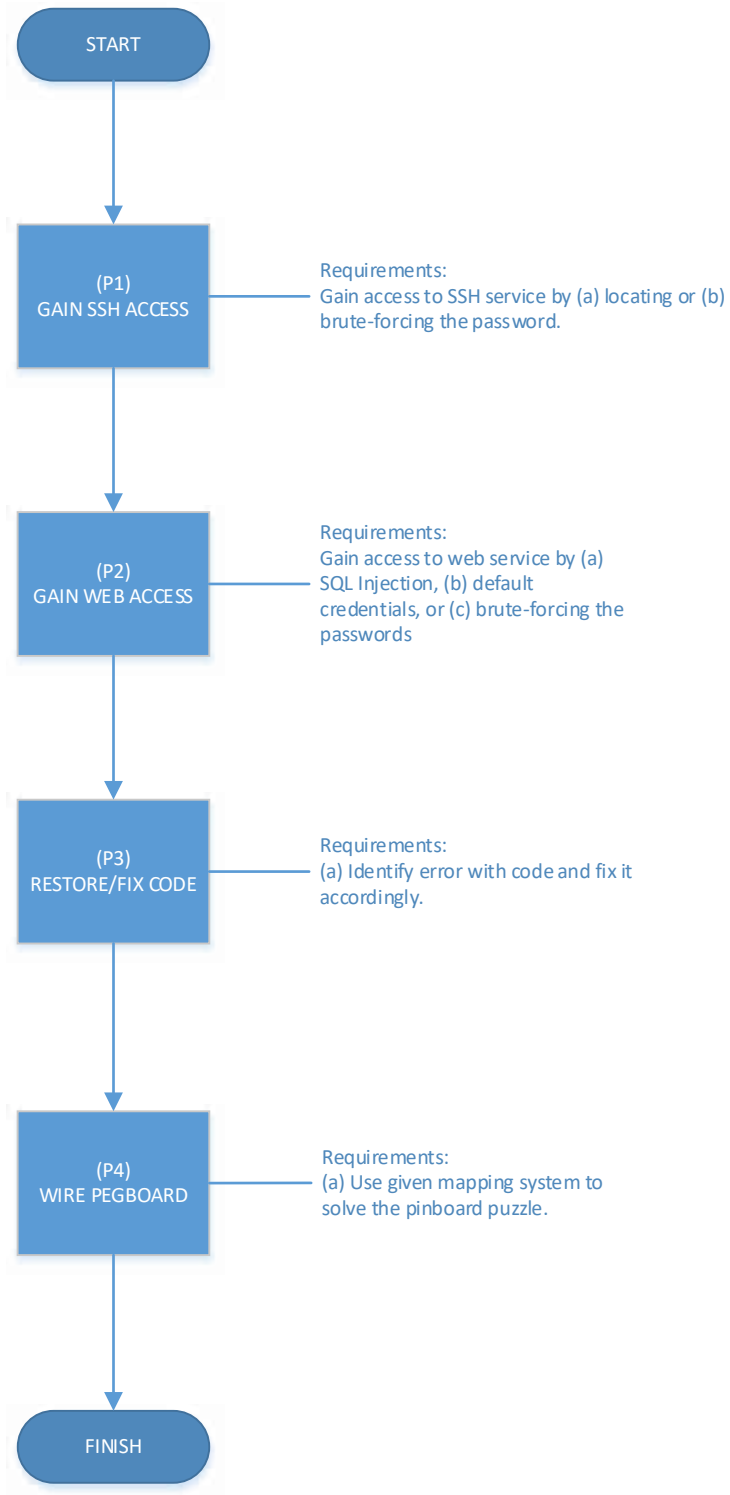 START
(P1)
GAIN SSH ACCESS
Requirements:
Gain access to SSH service by (a) locating or (b)
brute-forcing the password.
(P2)
GAIN WEB ACCESS
Requirements:
Gain access to web service by (a)
SQL Injection, (b) default
credentials, or (c) brute-forcing the
passwords
(P3)
RESTORE/FIX CODE
Requirements:
(a) Identify error with code and fix it
accordingly.
(P4)
WIRE PEGBOARD
Requirements:
(a) Use given mapping system to
solve the pinboard puzzle.
FINISH